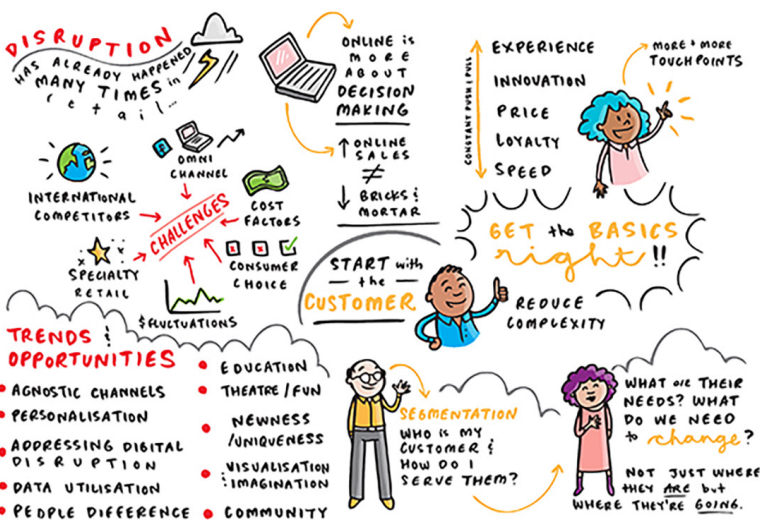 DISRUPTION
HAS ALREADY HAPPENED
MANY TIMES in
retail...
ONLINE is
MORE
ABOUT
DECISION
MAKING
↑ ONLINE
SALES
≠
↓ BRICKS &
MORTAR
CONSTANT PUSH & PULL
EXPERIENCE
INNOVATION
PRICE
LOYALTY
SPEED
MORE + MORE
TOUCHPOINTS
OMNI
CHANNEL
INTERNATIONAL
COMPETITORS
CHALLENGES
COST
FACTORS
SPECIALTY
RETAIL
CONSUMER
CHOICE
$ FLUCTUATIONS
START with
the
CUSTOMER
GET the BASICS
right!!
REDUCE
COMPLEXITY
TRENDS &
OPPORTUNITIES
• AGNOSTIC CHANNELS
• PERSONALISATION
• ADDRESSING DIGITAL
DISRUPTION
• DATA UTILISATION
• PEOPLE DIFFERENCE
• EDUCATION
• THEATRE/FUN
• NEWNESS
/UNIQUENESS
• VISUALISATION
& IMAGINATION
• COMMUNITY
SEGMENTATION
WHO IS MY
CUSTOMER &
HOW DO I
SERVE THEM?
WHAT are THEIR
NEEDS? WHAT
DO WE NEED
to change?
NOT JUST WHERE
they ARE but
WHERE THEY'RE GOING.